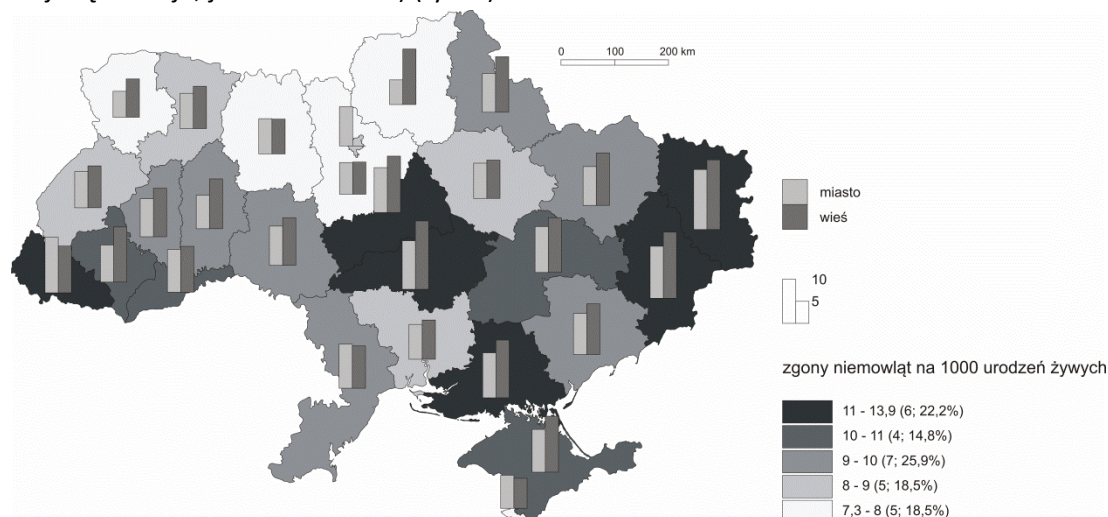 0 100 200 km
miasto
wieś
10
5
zgony niemowląt na 1000 urodzeń żywych
11 - 13,9 (6; 22,2%)
10 - 11 (4; 14,8%)
9 - 10 (7; 25,9%)
8 - 9 (5; 18,5%)
7,3 - 8 (5; 18,5%)